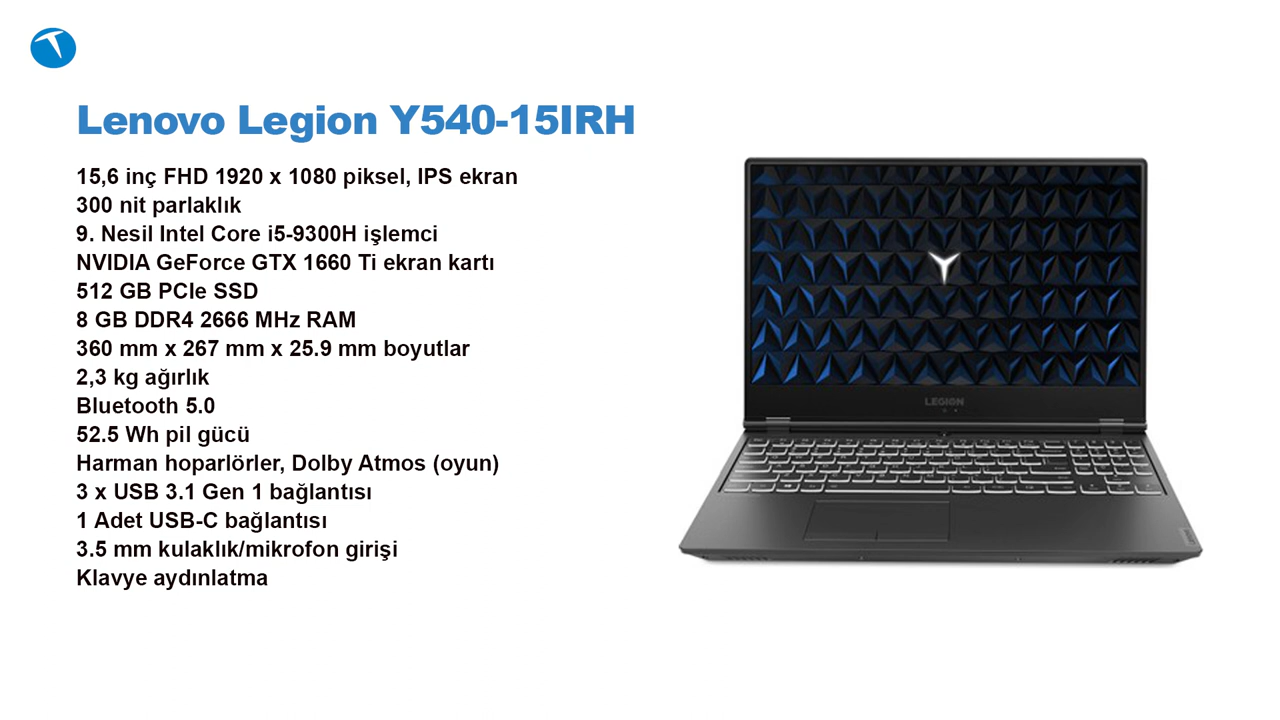 Lenovo Legion Y540-15IRH
15,6 inç FHD 1920 x 1080 piksel, IPS ekran
300 nit parlaklık
9. Nesil Intel Core i5-9300H işlemci
NVIDIA GeForce GTX 1660 Ti ekran kartı
512 GB PCIe SSD
8 GB DDR4 2666 MHz RAM
360 mm x 267 mm x 25.9 mm boyutlar
2,3 kg ağırlık
Bluetooth 5.0
52.5 Wh pil gücü
Harman hoparlörler, Dolby Atmos (oyun)
3 x USB 3.1 Gen 1 bağlantısı
1 Adet USB-C bağlantısı
3.5 mm kulaklık/mikrofon girişi
Klavye aydınlatma
LEGION
Lenovo